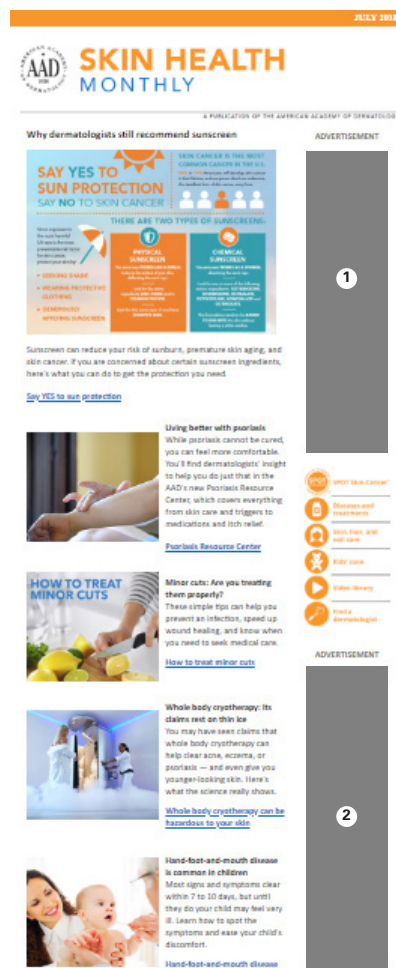 JULY 201
AAD
SKIN HEALTH
MONTHLY
A PUBLICATION OF THE AMERICAN ACADEMY OF DERMATOLO
Why dermatologists still recommend sunscreen
ADVERTISEMENT
SAY YES TO
SUN PROTECTION
SAY NO TO SKIN CANCER
SKIN CANCER IS THE MOST
COMMON CANCER IN THE U.S.
THERE ARE TWO TYPES OF SUNSCREENS
PHYSICAL
SUNSCREEN
CHEMICAL
SUNSCREEN
SEEKING SHADE
WEARING PROTECTIVE
CLOTHING
GENEROUSLY
APPLYING SUNSCREEN
1
Sunscreen can reduce your risk of sunburn, premature skin aging, and
skin cancer. If you are concerned about certain sunscreen ingredients,
here's what you can do to get the protection you need.
Say YES to sun protection
Living better with psoriasis
While psoriasis cannot be cured,
you can feel more comfortable.
You'll find dermatologists' insight
to help you do just that in the
AAD's new Psoriasis Resource
Center, which covers everything
from skin care and triggers to
medications and itch relief.
Psoriasis Resource Center
SPOT Skin Cancer
Diseases and
treatments
Skin, hair, and
nail care
Kids' zone
Video library
Find a
dermatologist
ADVERTISEMENT
HOW TO TREAT
MINOR CUTS
Minor cuts: Are you treating
them properly?
These simple tips can help you
prevent an infection, speed up
wound healing, and know when
you need to seek medical care.
How to treat minor cuts
Whole body cryotherapy: Its
claims rest on thin ice
You may have seen claims that
whole body cryotherapy can
help clear acne, eczema, or
psoriasis — and even give you
younger-looking skin. Here's
what the science really shows.
Whole body cryotherapy can be
hazardous to your skin
2
Hand-foot-and-mouth disease
is common in children
Most signs and symptoms clear
within 7 to 10 days, but until
they do your child may feel very
ill. Learn how to spot the
symptoms and ease your child's
discomfort.
Hand-foot-and-mouth disease